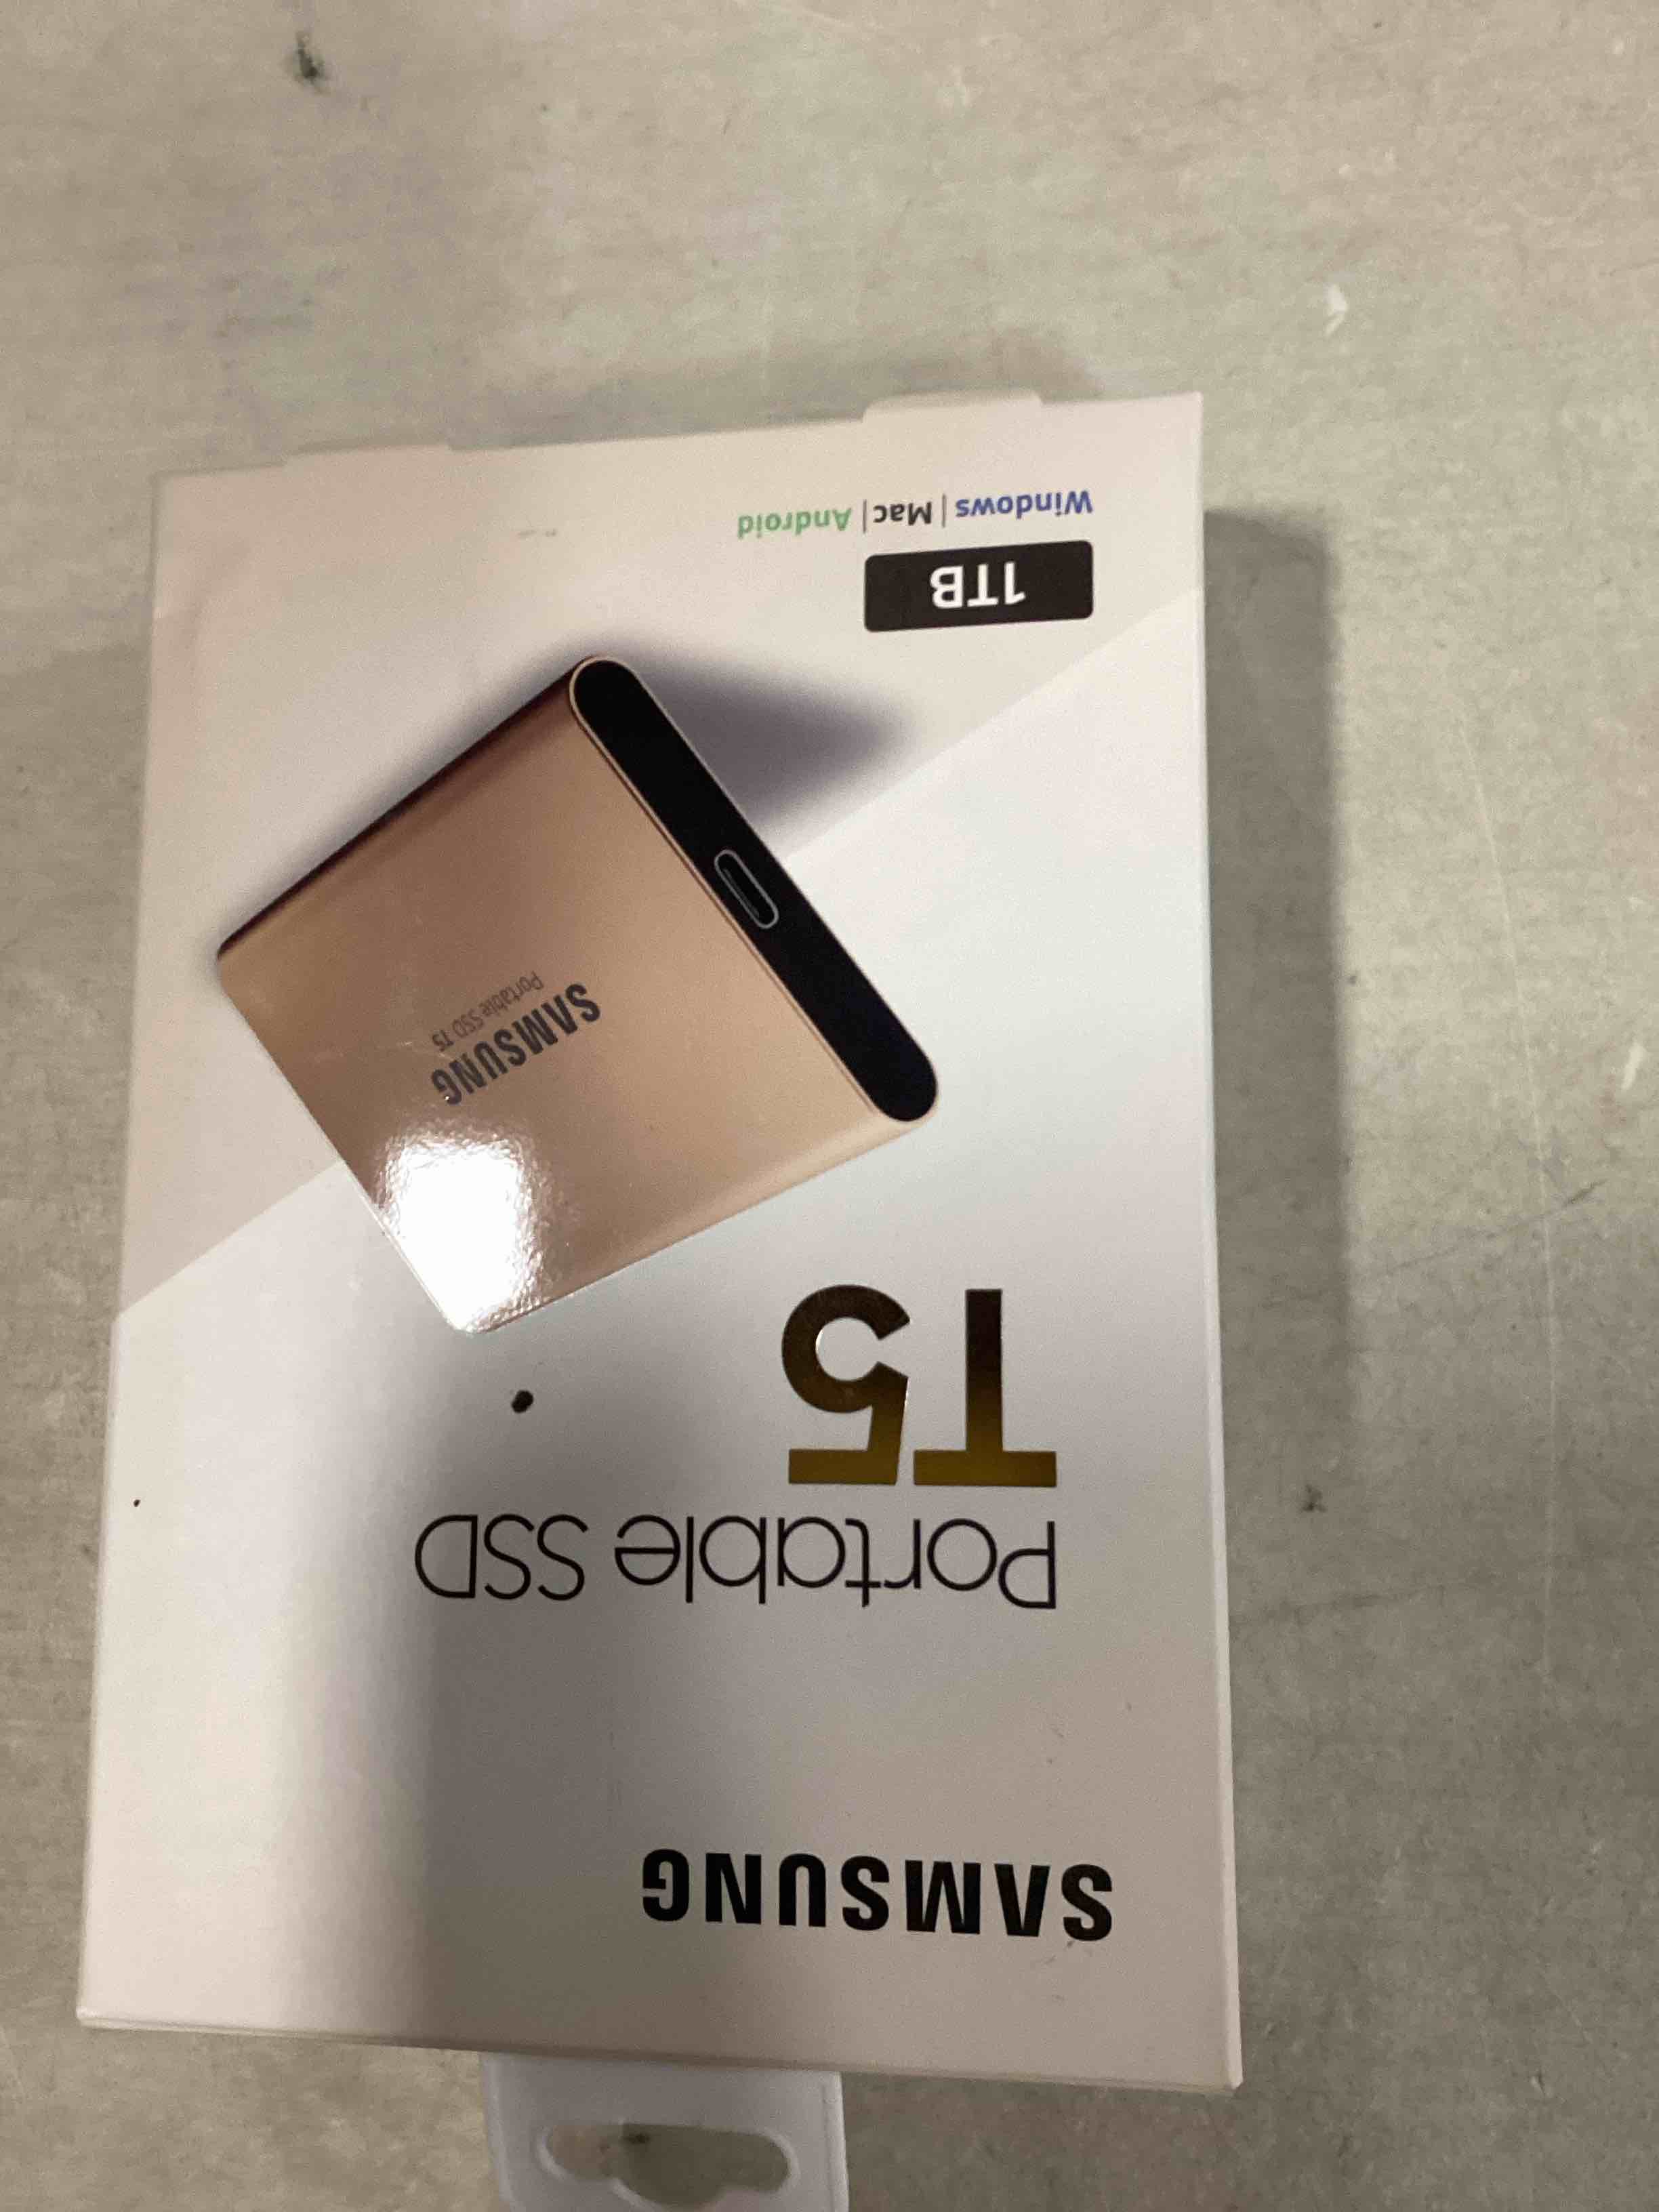 SAMSUNG
Portable SSD
T5
SAMSUNG
Portable SSD T5
1TB
Windows | Mac | Android